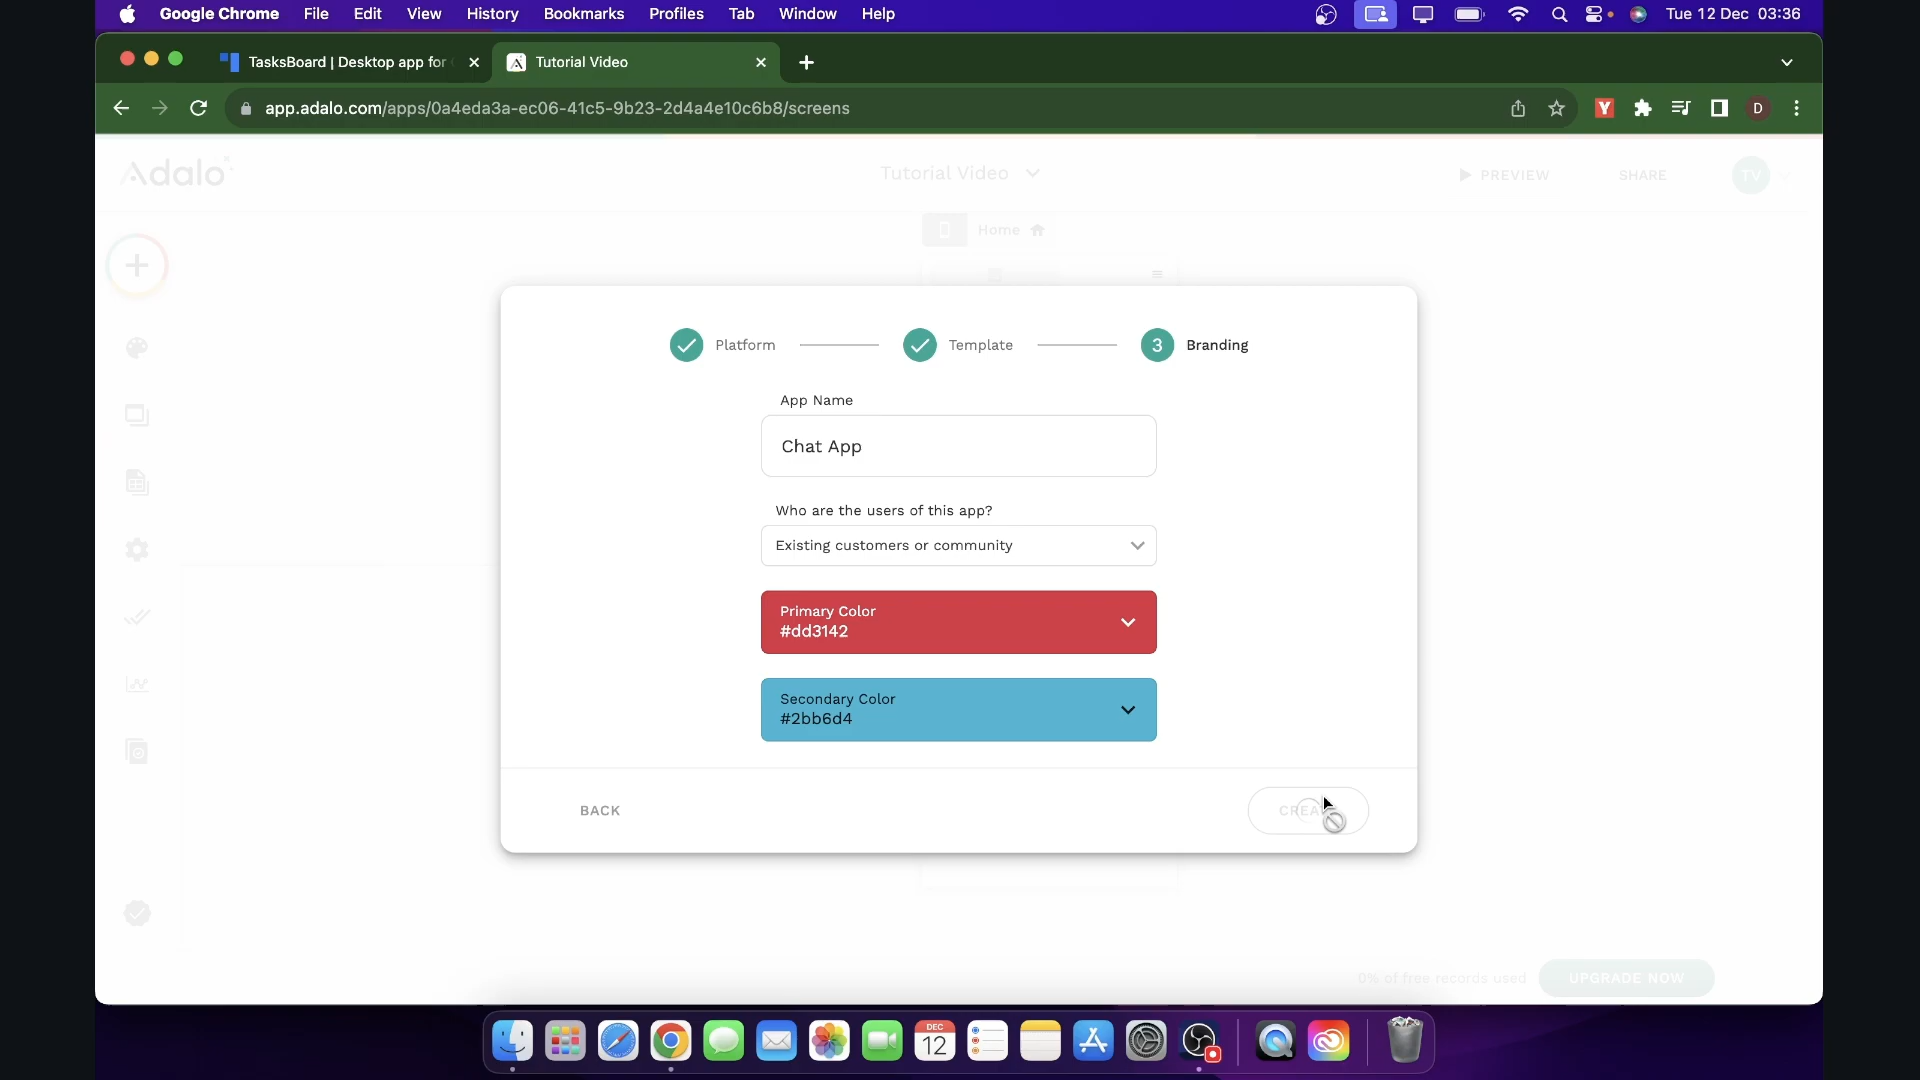 Google Chrome File Edit View History Bookmarks Profiles Tab Window Help Tue 12 Dec 03:36
TasksBoard | Desktop app for
Tutorial Video
app.adalo.com/apps/0a4eda3a-ec06-41c5-9b23-2d4a4e10c6b8/screens
Y
D
Adalo
Tutorial Video
PREVIEW
SHARE
TV
Home
Platform
Template
3 Branding
App Name
Chat App
Who are the users of this app?
Existing customers or community
Primary Color
#dd3142
Secondary Color
#2bb6d4
BACK
0% of free records used
UPGRADE NOW
DEC
12